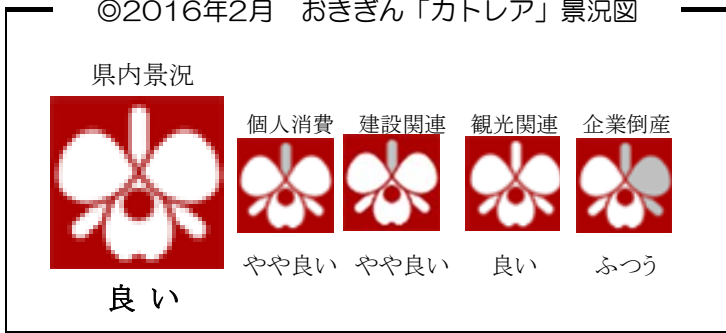 ◎2016年2月　おきぎん「カトレア」景況図
県内景況
個人消費　建設関連　観光関連　企業倒産
やや良い　やや良い　良い　ふつう
良 い